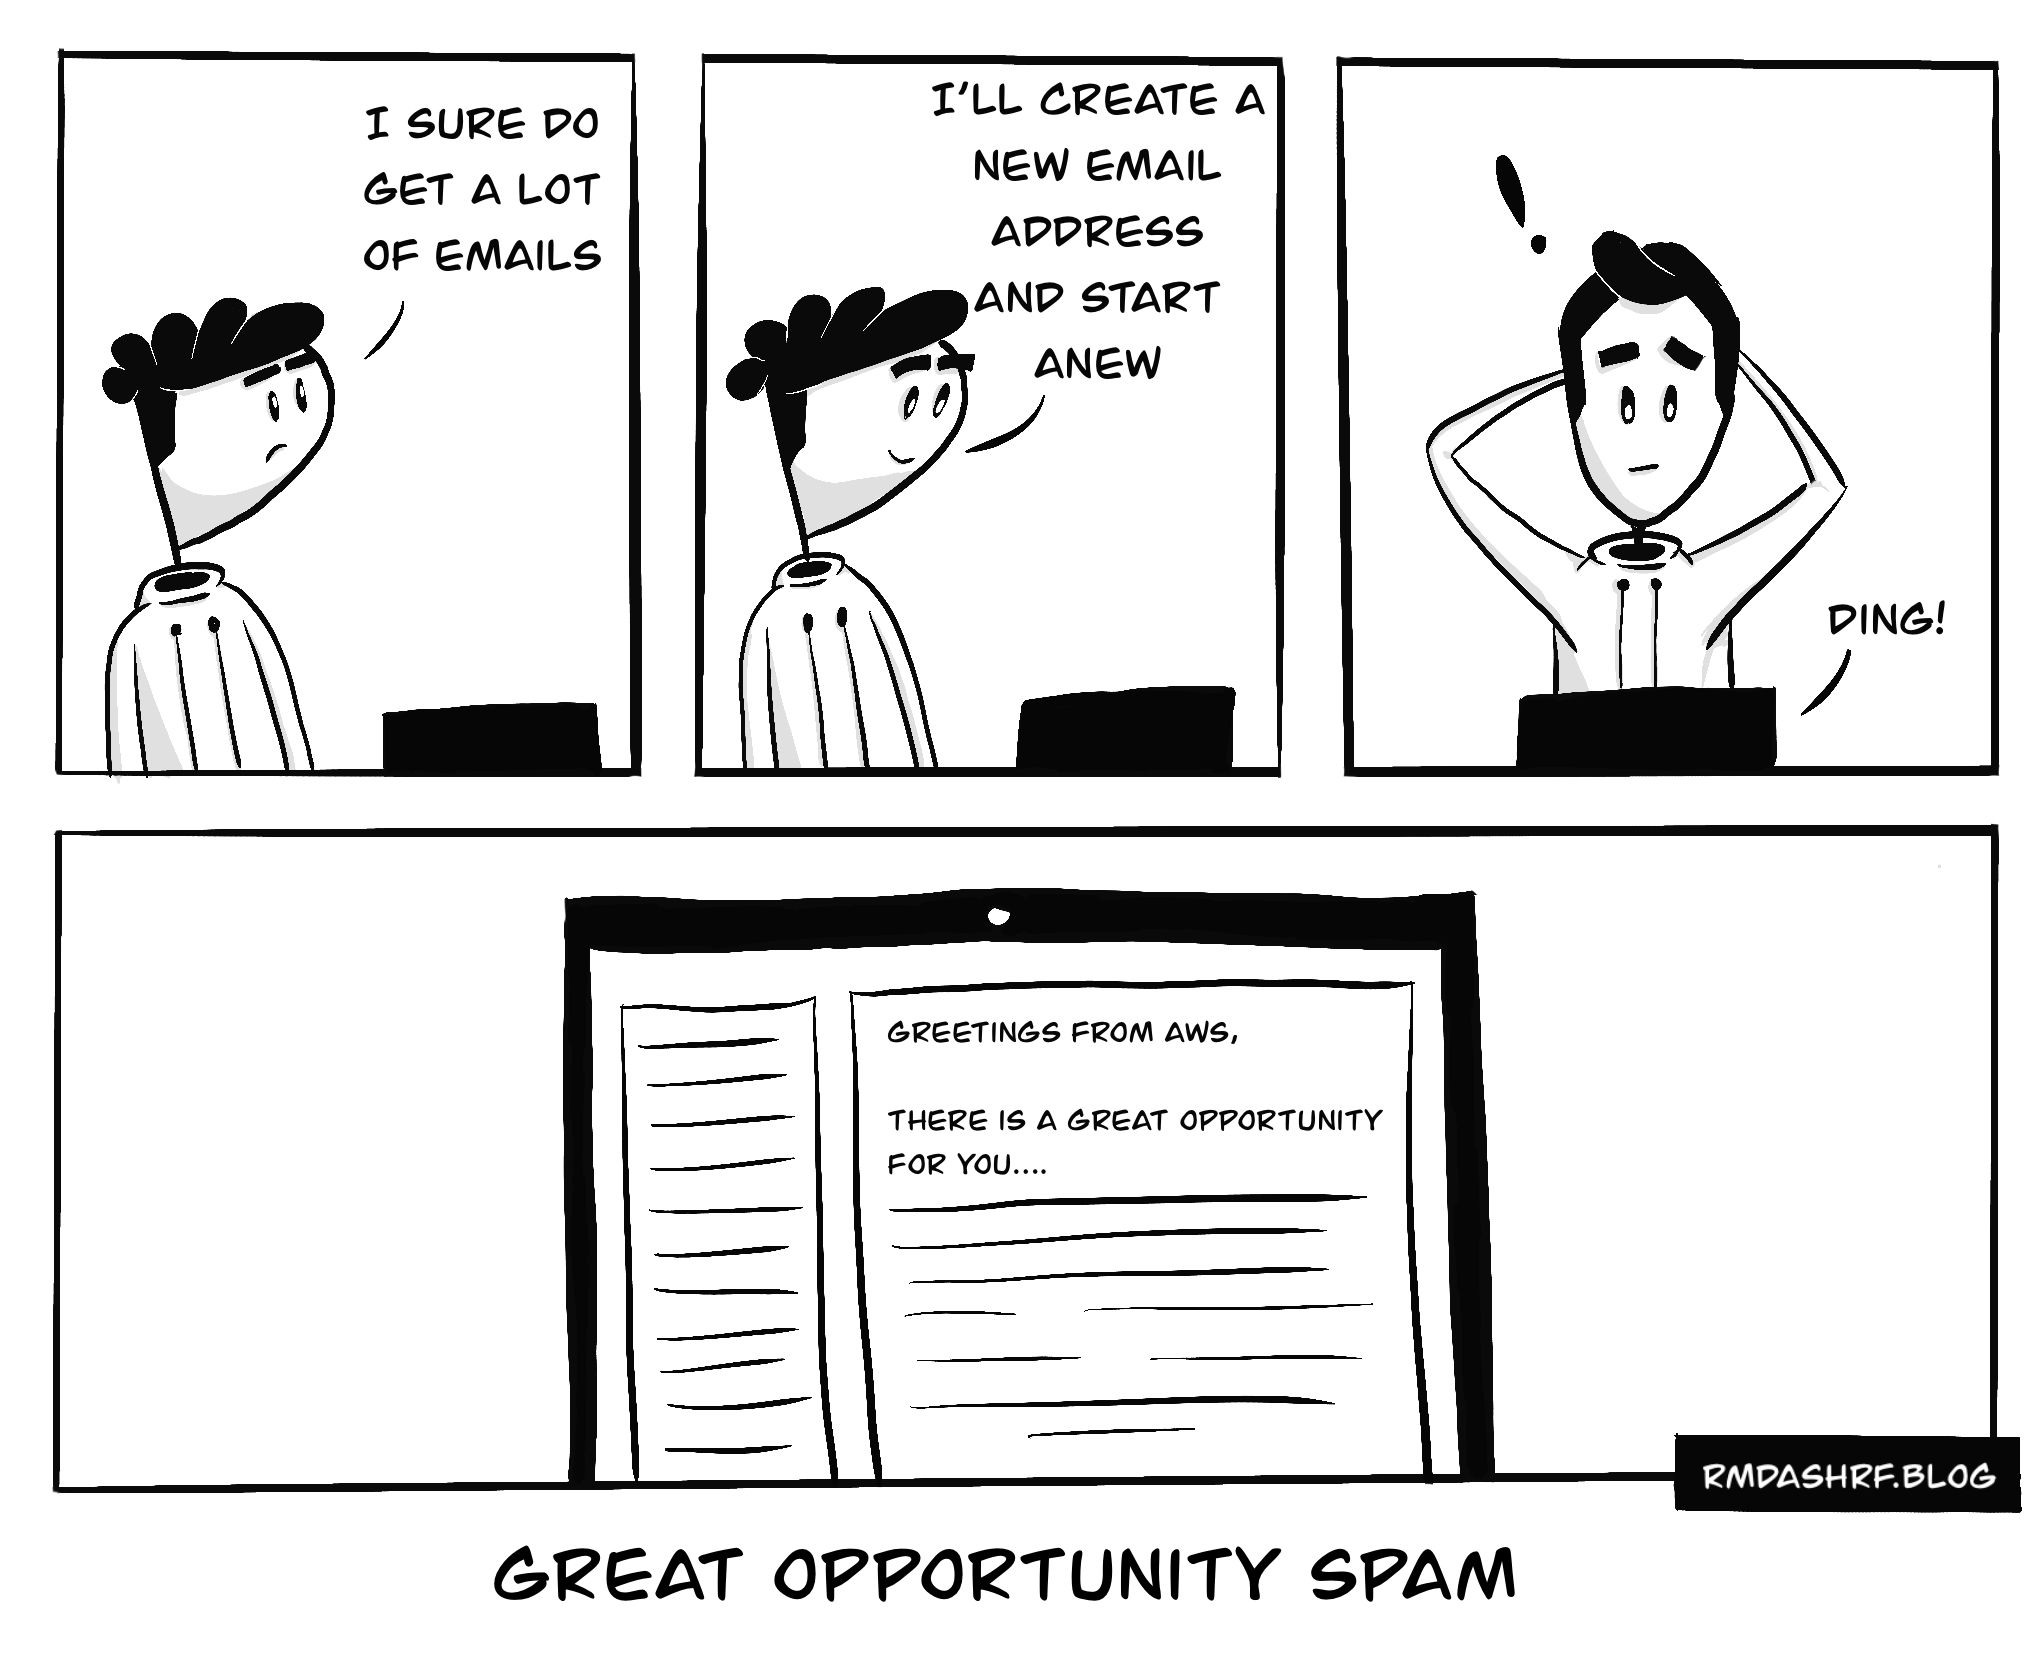 I SURE DO
GET A LOT
OF EMAILS
I'LL CREATE A
NEW EMAIL
ADDRESS
AND START
ANEW
!
DING!
GREETINGS FROM AWS,
THERE IS A GREAT OPPORTUNITY
FOR YOU....
RMDASHRF.BLOG
GREAT OPPORTUNITY SPAM